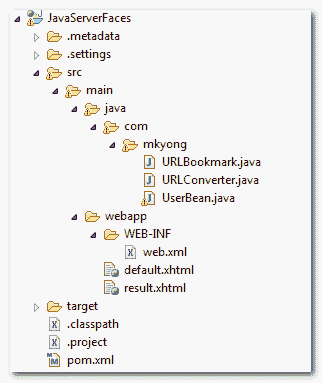 JavaServerFaces
.metadata
.settings
src
main
java
com
mkyong
URLBookmark.java
URLConverter.java
UserBean.java
webapp
WEB-INF
web.xml
default.xhtml
result.xhtml
target
.classpath
.project
pom.xml